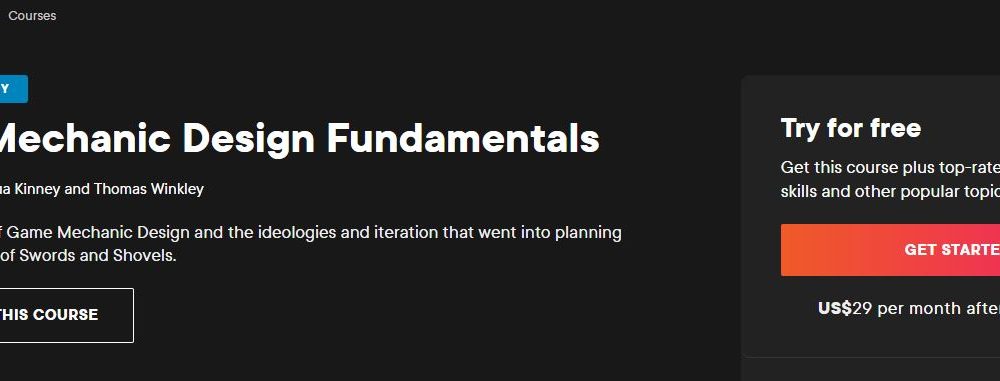 Courses
Y
Mechanic Design Fundamentals
ua Kinney and Thomas Winkley
f Game Mechanic Design and the ideologies and iteration that went into planning
of Swords and Shovels.
THIS COURSE
Try for free
Get this course plus top-rate
skills and other popular topic
GET STARTE
US$29 per month after